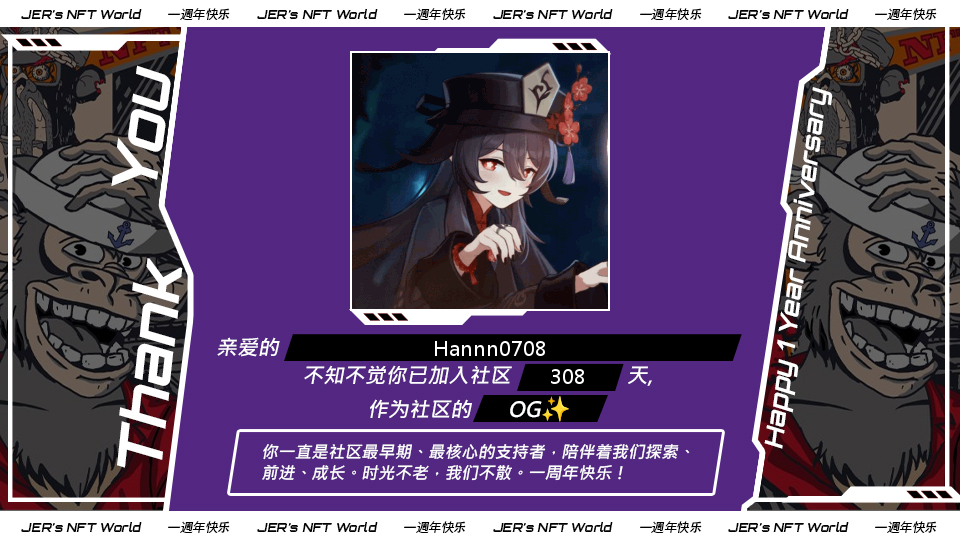 JER's NFT World 一週年快乐 JER's NFT World 一週年快乐 JER's NFT World 一週年快乐 JER's NFT World 一週年快乐
Thank You
亲爱的 Hannn0708
不知不觉你已加入社区 308 天,
作为社区的 OG✨
你一直是社区最早期、最核心的支持者，陪伴着我们探索、
前进、成长。时光不老，我们不散。一周年快乐！
Happy 1 Year Anniversary
JER's NFT World 一週年快乐 JER's NFT World 一週年快乐 JER's NFT World 一週年快乐 JER's NFT World 一週年快乐